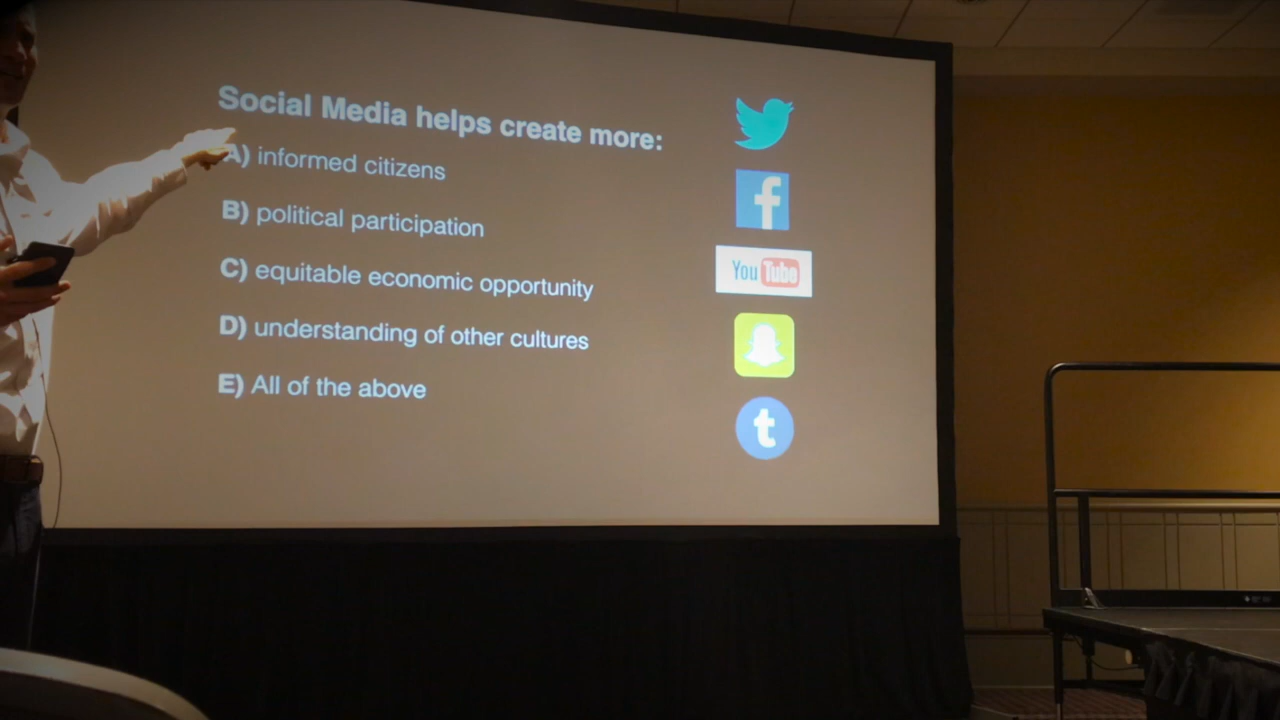 Social Media helps create more:
A) informed citizens
B) political participation
C) equitable economic opportunity
D) understanding of other cultures
E) All of the above
f
You Tube
t